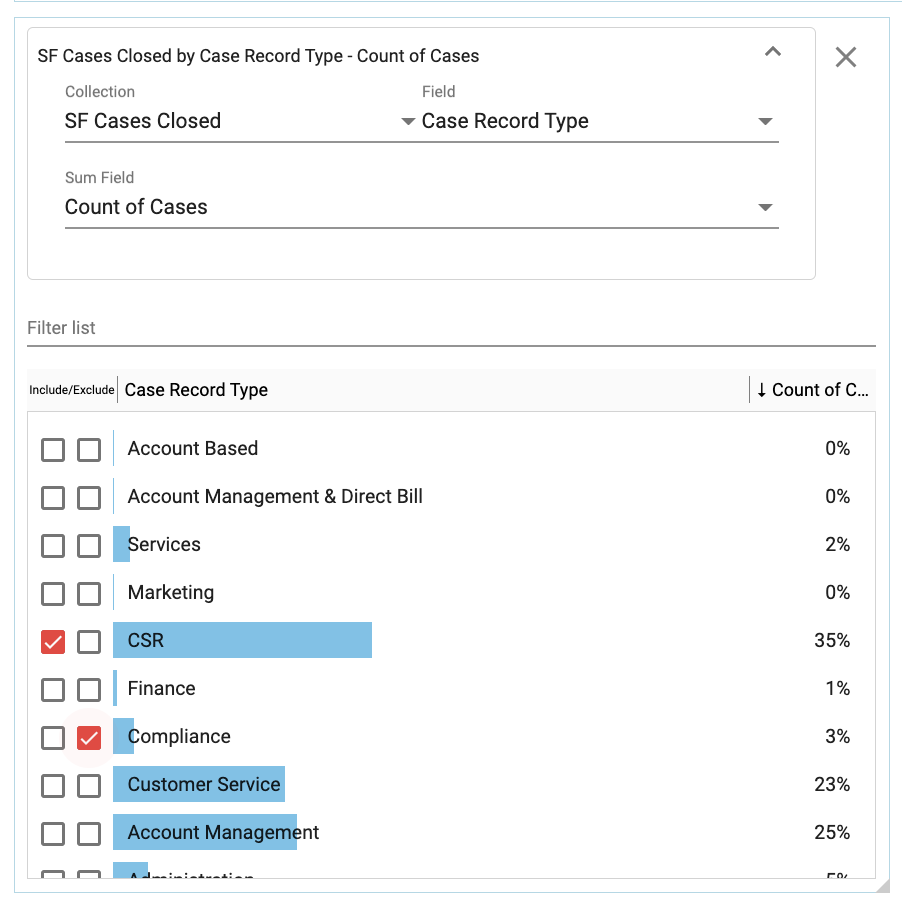 SF Cases Closed by Case Record Type - Count of Cases
Collection Field
SF Cases Closed Case Record Type
Sum Field
Count of Cases
Filter list
Include/Exclude Case Record Type ↓ Count of C...
Account Based 0%
Account Management & Direct Bill 0%
Services 2%
Marketing 0%
CSR 35%
Finance 1%
Compliance 3%
Customer Service 23%
Account Management 25%
Administration 5%